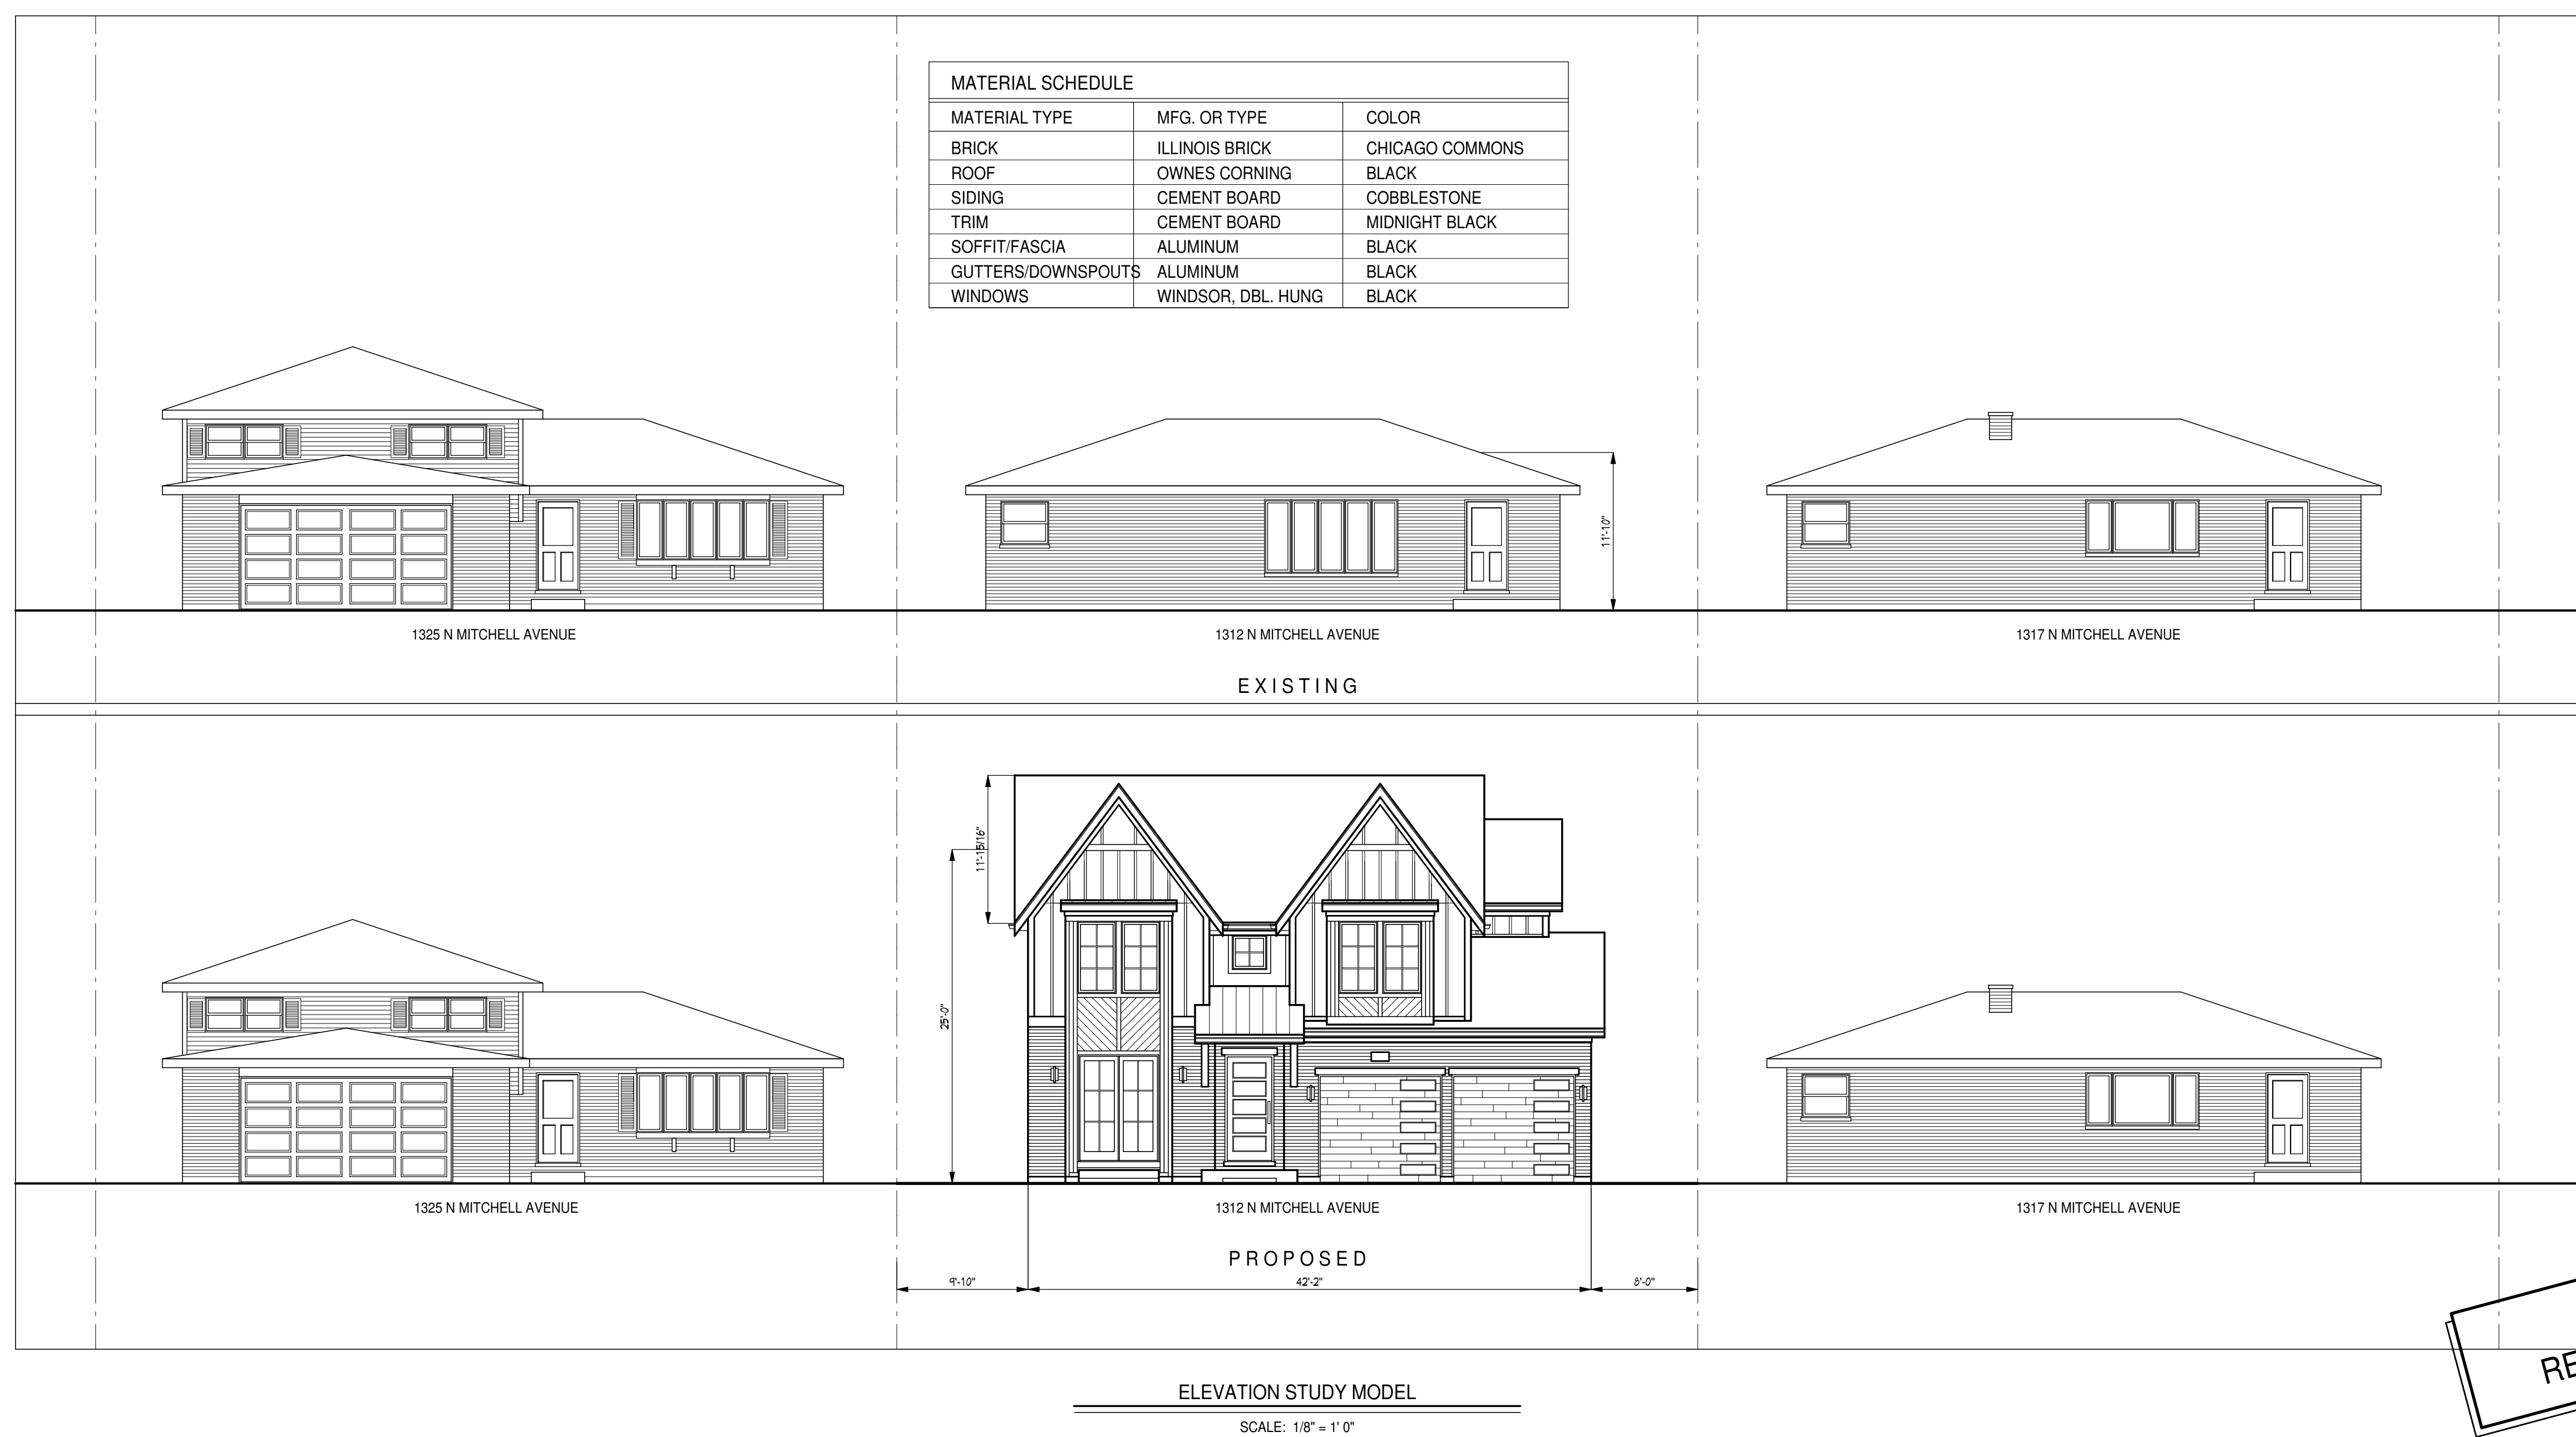 MATERIAL SCHEDULE
MATERIAL TYPE MFG. OR TYPE COLOR
BRICK ILLINOIS BRICK CHICAGO COMMONS
ROOF OWNES CORNING BLACK
SIDING CEMENT BOARD COBBLESTONE
TRIM CEMENT BOARD MIDNIGHT BLACK
SOFFIT/FASCIA ALUMINUM BLACK
GUTTERS/DOWNSPOUTS ALUMINUM BLACK
WINDOWS WINDSOR, DBL. HUNG BLACK
11'-10"
1325 N MITCHELL AVENUE 1312 N MITCHELL AVENUE 1317 N MITCHELL AVENUE
EXISTING
11'-15/16"
25'-0"
1325 N MITCHELL AVENUE 1312 N MITCHELL AVENUE 1317 N MITCHELL AVENUE
PROPOSED
9'-10" 42'-2" 8'-0"
ELEVATION STUDY MODEL
SCALE: 1/8" = 1' 0"